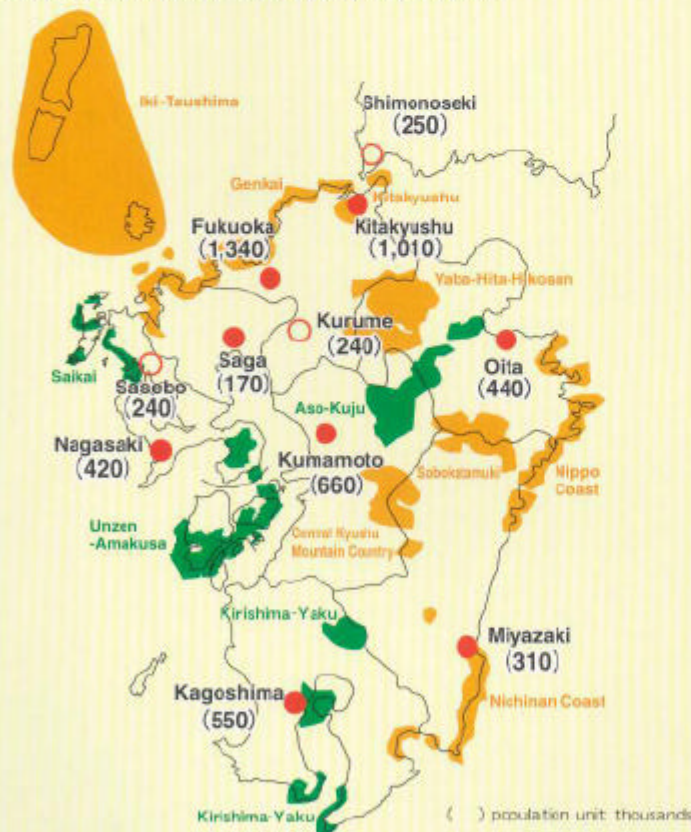 Iki-Tsushima
Shimonoseki
(250)
Genkai
Kitakyushu
Fukuoka
(1,340)
Kitakyushu
(1,010)
Yaba-Hita-Hikosan
Kurume
(240)
Saga
(170)
Oita
(440)
Saikai
Sasebo
(240)
Aso-Kuju
Nagasaki
(420)
Kumamoto
(660)
Sobokatamuki
Nippo
Coast
Unzen
-Amakusa
Central Kyushu
Mountain Country
Kirishima-Yaku
Miyazaki
(310)
Kagoshima
(550)
Nichinan Coast
Kirishima-Yaku
( ) population unit thousands